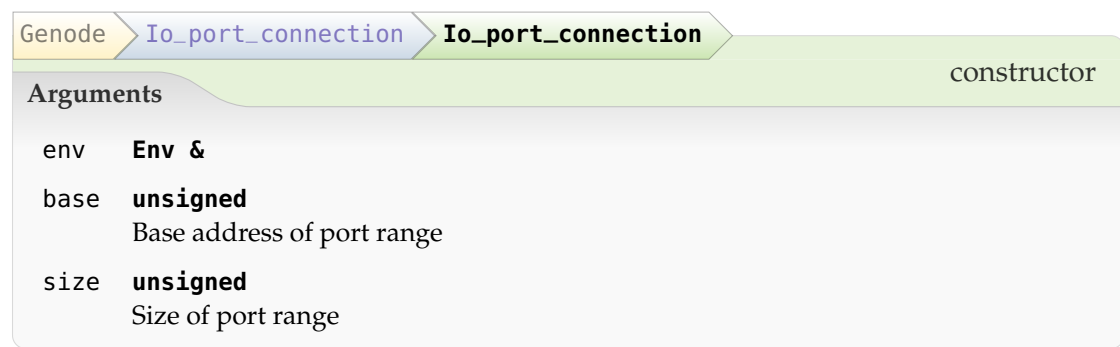 Genode Io_port_connection Io_port_connection
constructor
Arguments
env Env &
base unsigned
Base address of port range
size unsigned
Size of port range